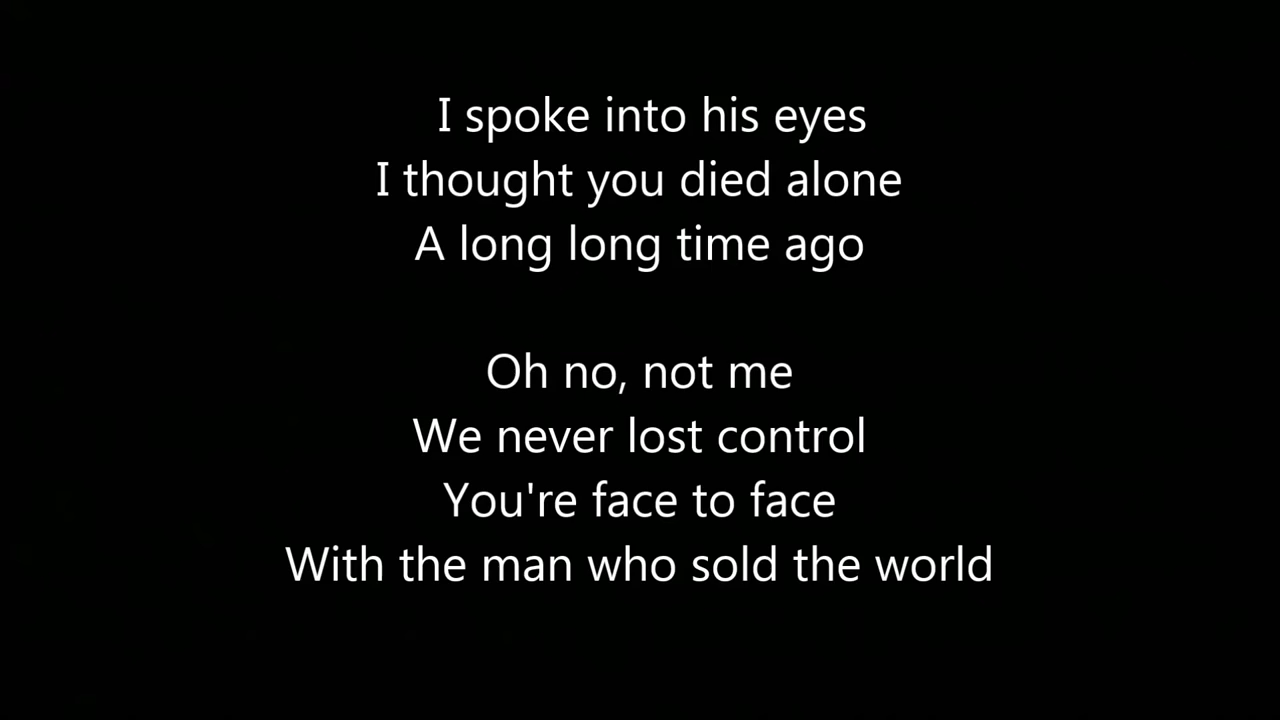 I spoke into his eyes
I thought you died alone
A long long time ago
Oh no, not me
We never lost control
You're face to face
With the man who sold the world